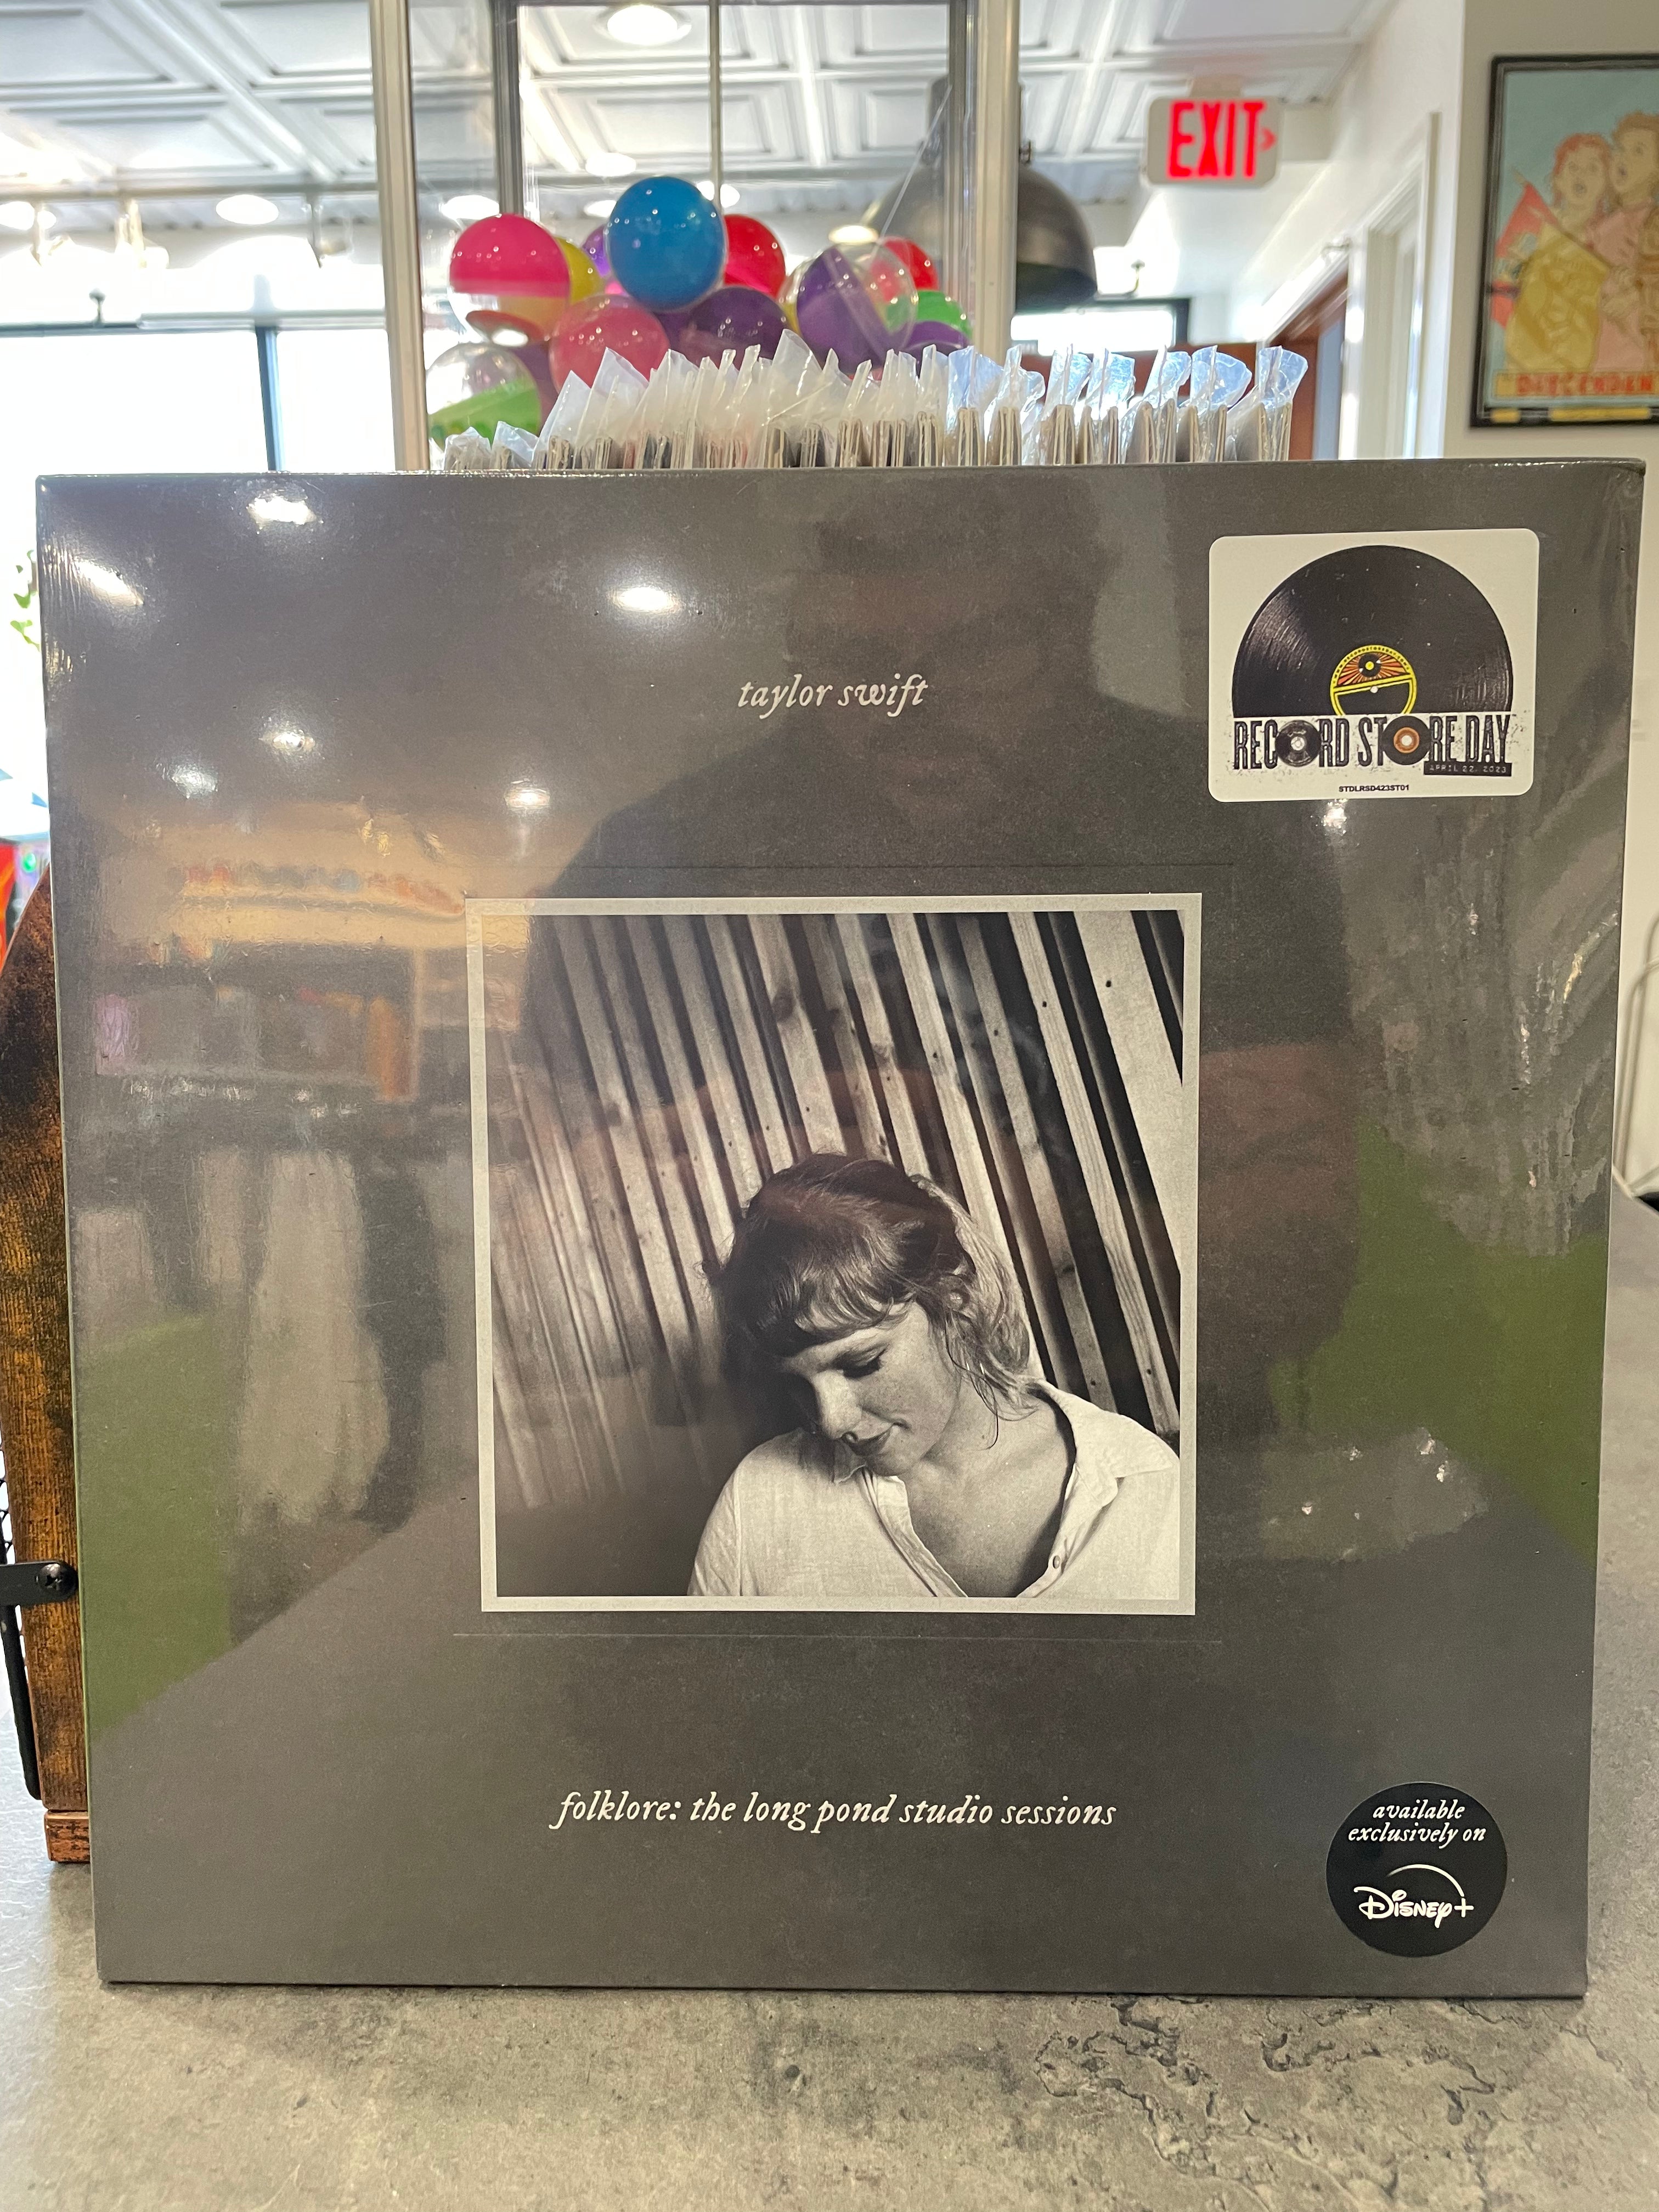 EXIT
DESCENDEN
taylor swift
RECORD STORE DAY
APRIL 22, 2023
STDLRSD423ST01
folklore: the long pond studio sessions
available
exclusively on
Disney+